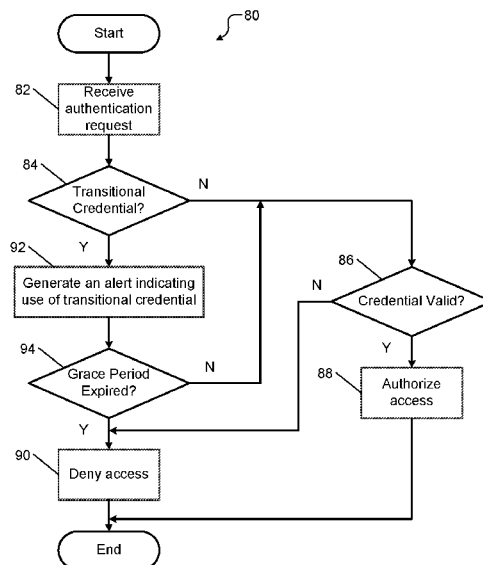 80
Start
82
Receive
authentication
request
84
Transitional
Credential?
N
Y
92
Generate an alert indicating
use of transitional credential
86
Credential Valid?
N
Y
94
Grace Period
Expired?
N
Y
88
Authorize
access
90
Deny access
End